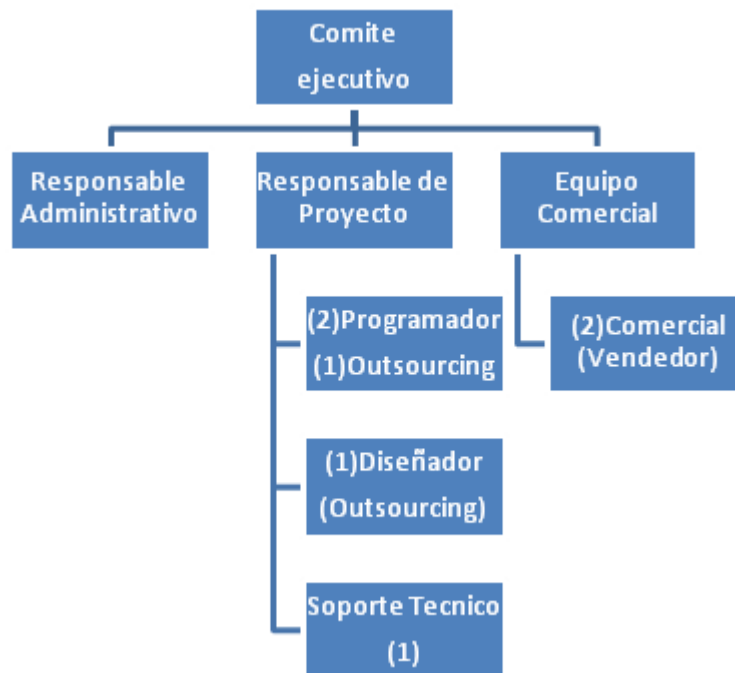 Comite
ejecutivo
Responsable
Administrativo
Responsable de
Proyecto
Equipo
Comercial
(2)Programador
(1)Outsourcing
(2)Comercial
(Vendedor)
(1)Diseñador
(Outsourcing)
Soporte Tecnico
(1)